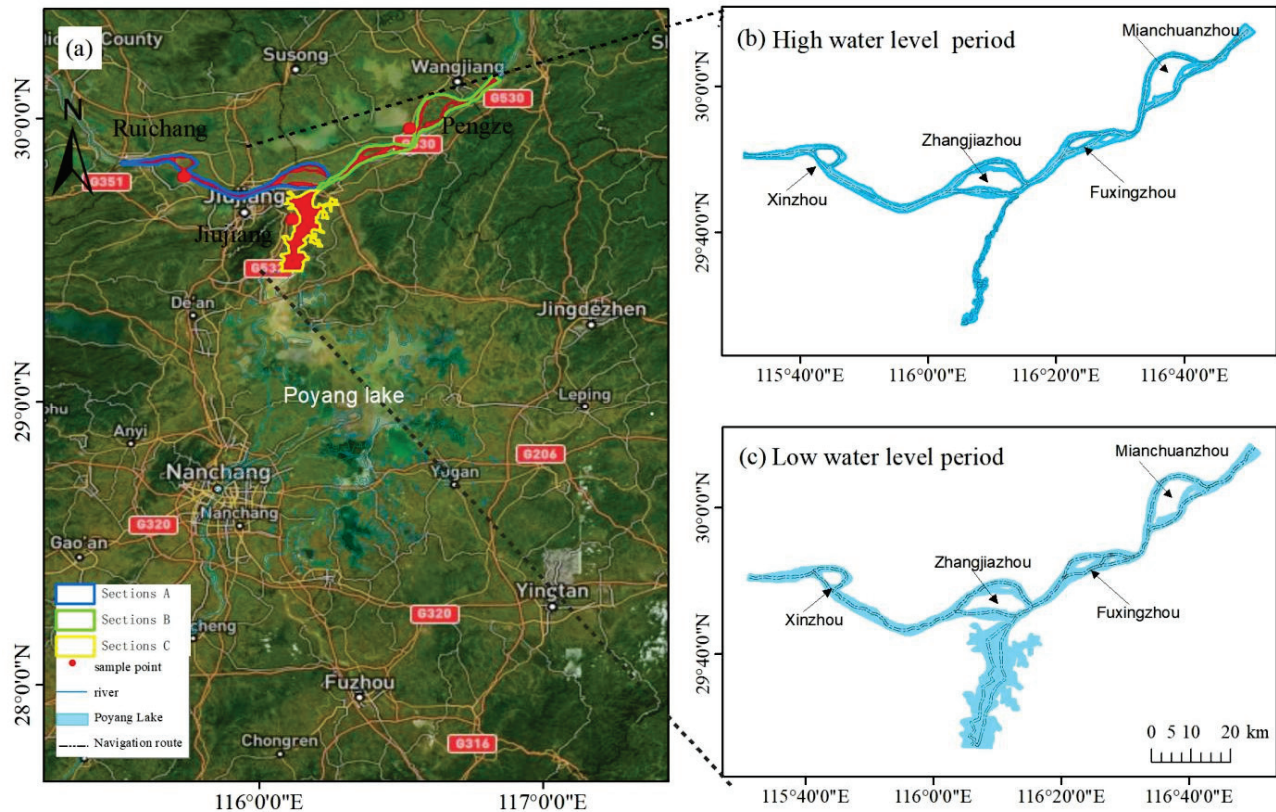 (a)
County
Susong
Wangjiang
G530
N
Ruichang
Pengze
G351
Jiujiang
Jiujiang
De'an
Jingdezhen
Poyang lake
Leping
Anyi
G206
Nanchang
Yugan
Nanchang
G320
Gao'an
Yingtan
G320
cheng
Fuzhou
Chongren
G316
Sections A
Sections B
Sections C
sample point
river
Poyang Lake
Navigation route
30°0'0"N
29°0'0"N
28°0'0"N
116°0'0"E
117°0'0"E
(b) High water level period
Mianchuanzhou
Zhangjiazhou
Xinzhou
Fuxingzhou
30°0'0"N
29°40'0"N
115°40'0"E
116°0'0"E
116°20'0"E
116°40'0"E
(c) Low water level period
Mianchuanzhou
Zhangjiazhou
Xinzhou
Fuxingzhou
30°0'0"N
29°40'0"N
0 5 10 20 km
115°40'0"E
116°0'0"E
116°20'0"E
116°40'0"E